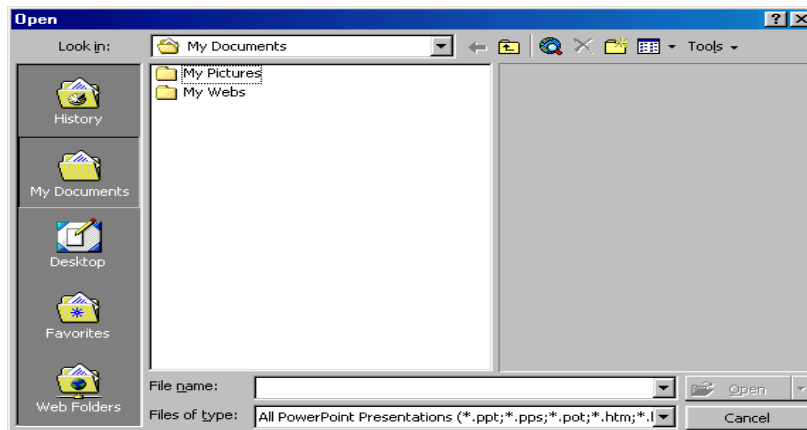 Open
Look in:
My Documents
Tools
History
My Documents
Desktop
Favorites
Web Folders
My Pictures
My Webs
File name:
Open
Files of type:
All PowerPoint Presentations (*.ppt;*.pps;*.pot;*.htm;*.
Cancel